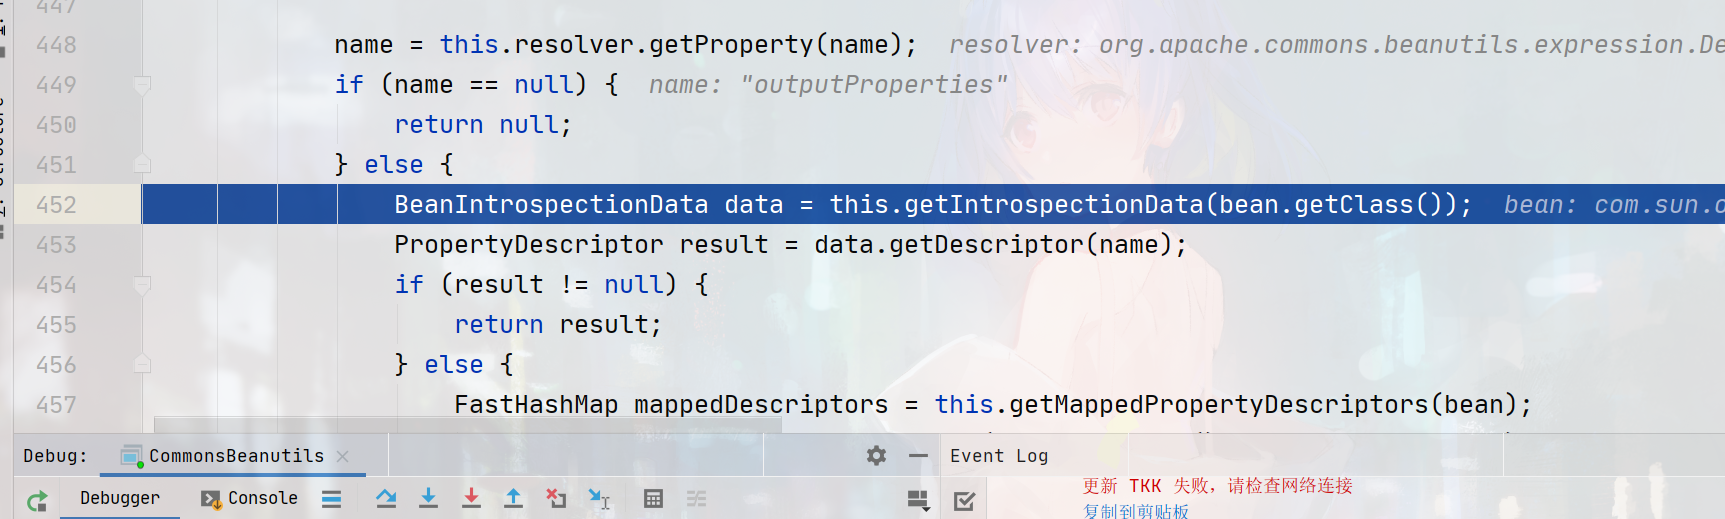 447
448 name = this.resolver.getProperty(name); resolver: org.apache.commons.beanutils.expression.De
449 if (name == null) { name: "outputProperties"
450 return null;
451 } else {
452 BeanIntrospectionData data = this.getIntrospectionData(bean.getClass()); bean: com.sun.o
453 PropertyDescriptor result = data.getDescriptor(name);
454 if (result != null) {
455 return result;
456 } else {
457 FastHashMap mappedDescriptors = this.getMappedPropertyDescriptors(bean);
Debug: CommonsBeanutils Event Log
Debugger Console
更新 TKK 失败，请检查网络连接
复制到剪贴板